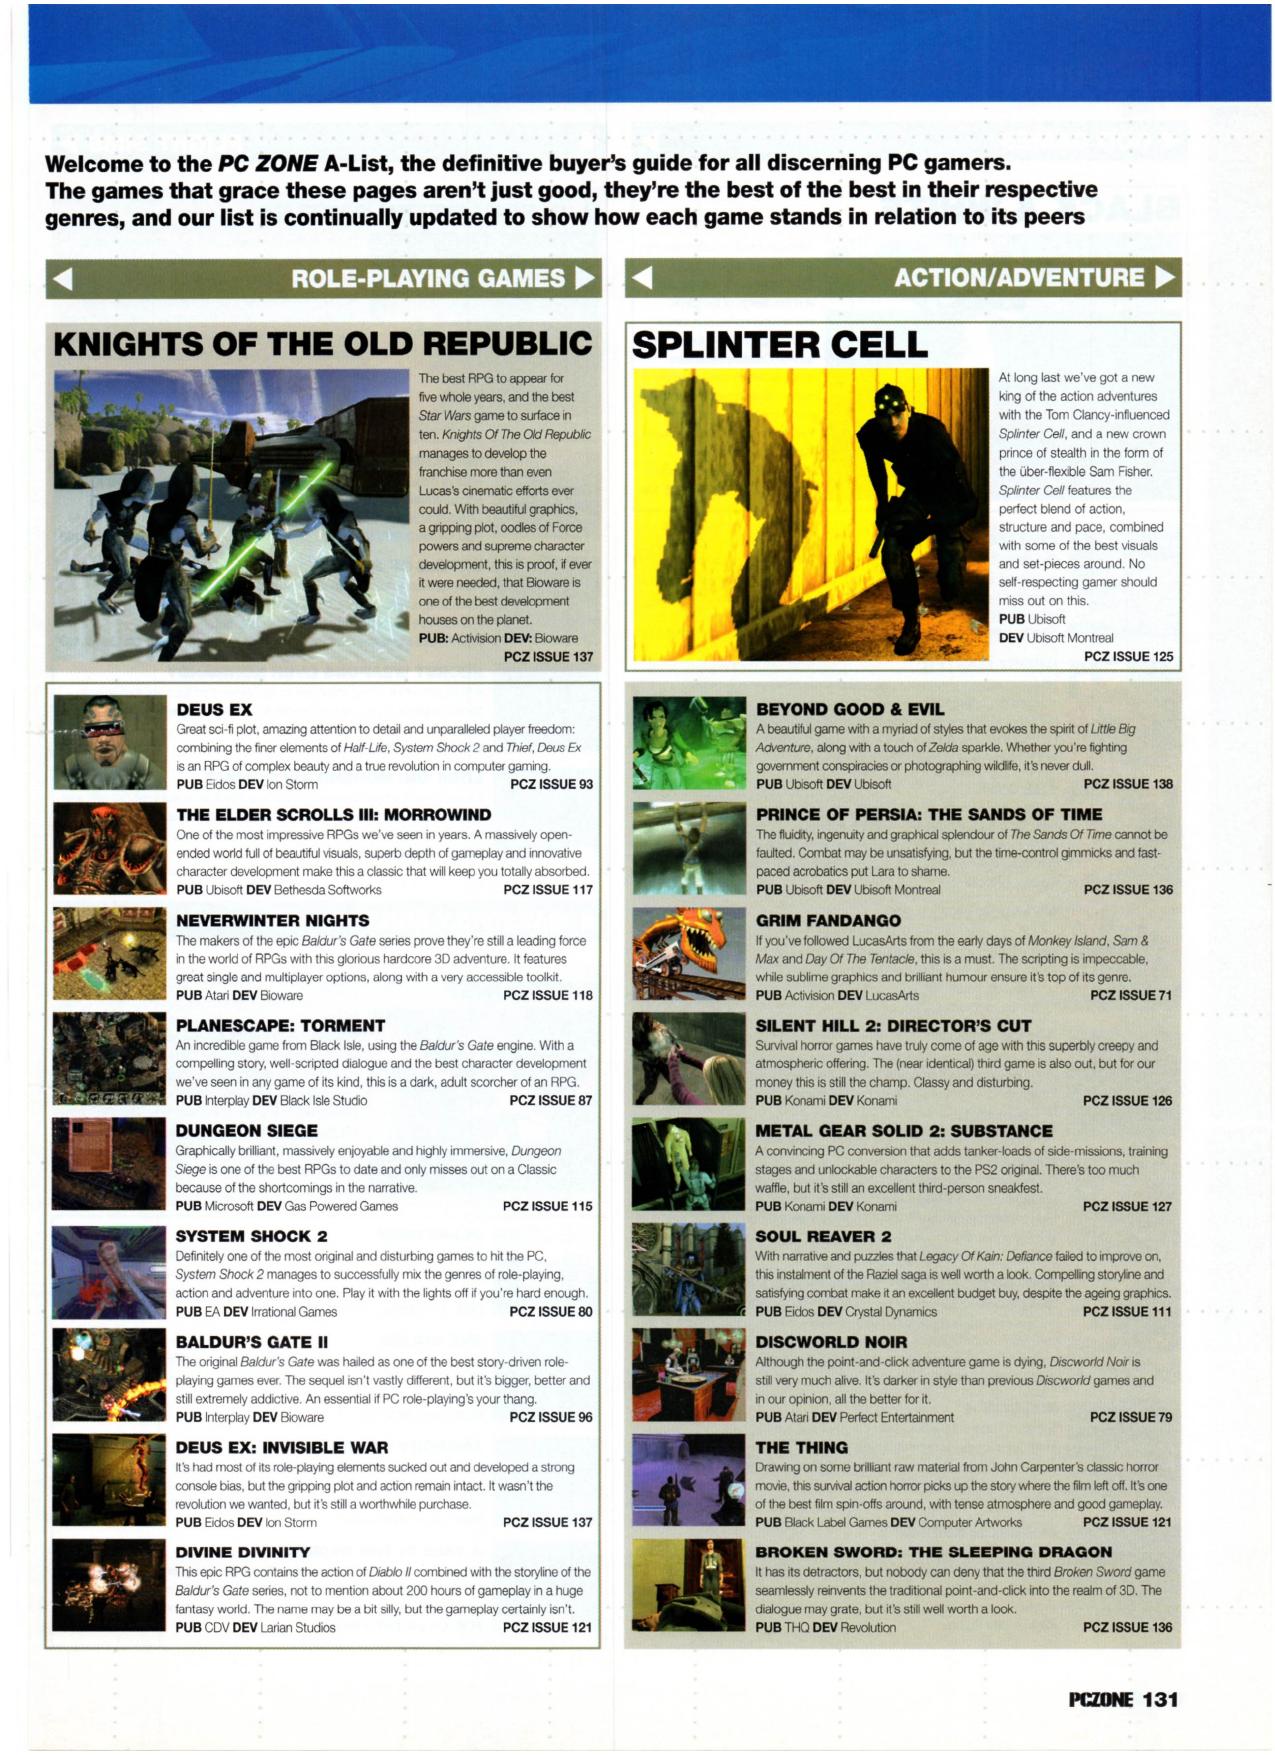 Welcome to the PC ZONE A-List, the definitive buyer's guide for all discerning PC gamers.
The games that grace these pages aren't just good, they're the best of the best in their respective
genres, and our list is continually updated to show how each game stands in relation to its peers
ROLE-PLAYING GAMES
KNIGHTS OF THE OLD REPUBLIC
The best RPG to appear for
five whole years, and the best
Star Wars game to surface in
ten. Knights Of The Old Republic
manages to develop the
franchise more than even
Lucas's cinematic efforts ever
could. With beautiful graphics,
a gripping plot, oodles of Force
powers and supreme character
development, this is proof, if ever
it were needed, that Bioware is
one of the best development
houses on the planet.
PUB: Activision DEV: Bioware
PCZ ISSUE 137
DEUS EX
Great sci-fi plot, amazing attention to detail and unparalleled player freedom:
combining the finer elements of Half-Life, System Shock 2 and Thief, Deus Ex
is an RPG of complex beauty and a true revolution in computer gaming.
PUB Eidos DEV Ion Storm PCZ ISSUE 93
THE ELDER SCROLLS III: MORROWIND
One of the most impressive RPGs we've seen in years. A massively open-
ended world full of beautiful visuals, superb depth of gameplay and innovative
character development make this a classic that will keep you totally absorbed.
PUB Ubisoft DEV Bethesda Softworks PCZ ISSUE 117
NEVERWINTER NIGHTS
The makers of the epic Baldur's Gate series prove they're still a leading force
in the world of RPGs with this glorious hardcore 3D adventure. It features
great single and multiplayer options, along with a very accessible toolkit.
PUB Atari DEV Bioware PCZ ISSUE 118
PLANESCAPE: TORMENT
An incredible game from Black Isle, using the Baldur's Gate engine. With a
compelling story, well-scripted dialogue and the best character development
we've seen in any game of its kind, this is a dark, adult scorcher of an RPG.
PUB Interplay DEV Black Isle Studio PCZ ISSUE 87
DUNGEON SIEGE
Graphically brilliant, massively enjoyable and highly immersive, Dungeon
Siege is one of the best RPGs to date and only misses out on a Classic
because of the shortcomings in the narrative.
PUB Microsoft DEV Gas Powered Games PCZ ISSUE 115
SYSTEM SHOCK 2
Definitely one of the most original and disturbing games to hit the PC,
System Shock 2 manages to successfully mix the genres of role-playing,
action and adventure into one. Play it with the lights off if you're hard enough.
PUB EA DEV Irrational Games PCZ ISSUE 80
BALDUR'S GATE II
The original Baldur's Gate was hailed as one of the best story-driven role-
playing games ever. The sequel isn't vastly different, but it's bigger, better and
still extremely addictive. An essential if PC role-playing's your thang.
PUB Interplay DEV Bioware PCZ ISSUE 96
DEUS EX: INVISIBLE WAR
It's had most of its role-playing elements sucked out and developed a strong
console bias, but the gripping plot and action remain intact. It wasn't the
revolution we wanted, but it's still a worthwhile purchase.
PUB Eidos DEV Ion Storm PCZ ISSUE 137
DIVINE DIVINITY
This epic RPG contains the action of Diablo II combined with the storyline of the
Baldur's Gate series, not to mention about 200 hours of gameplay in a huge
fantasy world. The name may be a bit silly, but the gameplay certainly isn't.
PUB CDV DEV Larian Studios PCZ ISSUE 121
ACTION/ADVENTURE
SPLINTER CELL
At long last we've got a new
king of the action adventures
with the Tom Clancy-influenced
Splinter Cell, and a new crown
prince of stealth in the form of
the über-flexible Sam Fisher.
Splinter Cell features the
perfect blend of action,
structure and pace, combined
with some of the best visuals
and set-pieces around. No
self-respecting gamer should
miss out on this.
PUB Ubisoft
DEV Ubisoft Montreal
PCZ ISSUE 125
BEYOND GOOD & EVIL
A beautiful game with a myriad of styles that evokes the spirit of Little Big
Adventure, along with a touch of Zelda sparkle. Whether you're fighting
government conspiracies or photographing wildlife, it's never dull.
PUB Ubisoft DEV Ubisoft PCZ ISSUE 138
PRINCE OF PERSIA: THE SANDS OF TIME
The fluidity, ingenuity and graphical splendour of The Sands Of Time cannot be
faulted. Combat may be unsatisfying, but the time-control gimmicks and fast-
paced acrobatics put Lara to shame.
PUB Ubisoft DEV Ubisoft Montreal PCZ ISSUE 136
GRIM FANDANGO
If you've followed LucasArts from the early days of Monkey Island, Sam &
Max and Day Of The Tentacle, this is a must. The scripting is impeccable,
while sublime graphics and brilliant humour ensure it's top of its genre.
PUB Activision DEV LucasArts PCZ ISSUE 71
SILENT HILL 2: DIRECTOR'S CUT
Survival horror games have truly come of age with this superbly creepy and
atmospheric offering. The (near identical) third game is also out, but for our
money this is still the champ. Classy and disturbing.
PUB Konami DEV Konami PCZ ISSUE 126
METAL GEAR SOLID 2: SUBSTANCE
A convincing PC conversion that adds tanker-loads of side-missions, training
stages and unlockable characters to the PS2 original. There's too much
waffle, but it's still an excellent third-person sneakfest.
PUB Konami DEV Konami PCZ ISSUE 127
SOUL REAVER 2
With narrative and puzzles that Legacy Of Kain: Defiance failed to improve on,
this instalment of the Raziel saga is well worth a look. Compelling storyline and
satisfying combat make it an excellent budget buy, despite the ageing graphics.
PUB Eidos DEV Crystal Dynamics PCZ ISSUE 111
DISCWORLD NOIR
Although the point-and-click adventure game is dying, Discworld Noir is
still very much alive. It's darker in style than previous Discworld games and
in our opinion, all the better for it.
PUB Atari DEV Perfect Entertainment PCZ ISSUE 79
THE THING
Drawing on some brilliant raw material from John Carpenter's classic horror
movie, this survival action horror picks up the story where the film left off. It's one
of the best film spin-offs around, with tense atmosphere and good gameplay.
PUB Black Label Games DEV Computer Artworks PCZ ISSUE 121
BROKEN SWORD: THE SLEEPING DRAGON
It has its detractors, but nobody can deny that the third Broken Sword game
seamlessly reinvents the traditional point-and-click into the realm of 3D. The
dialogue may grate, but it's still well worth a look.
PUB THQ DEV Revolution PCZ ISSUE 136
PCZONE 131